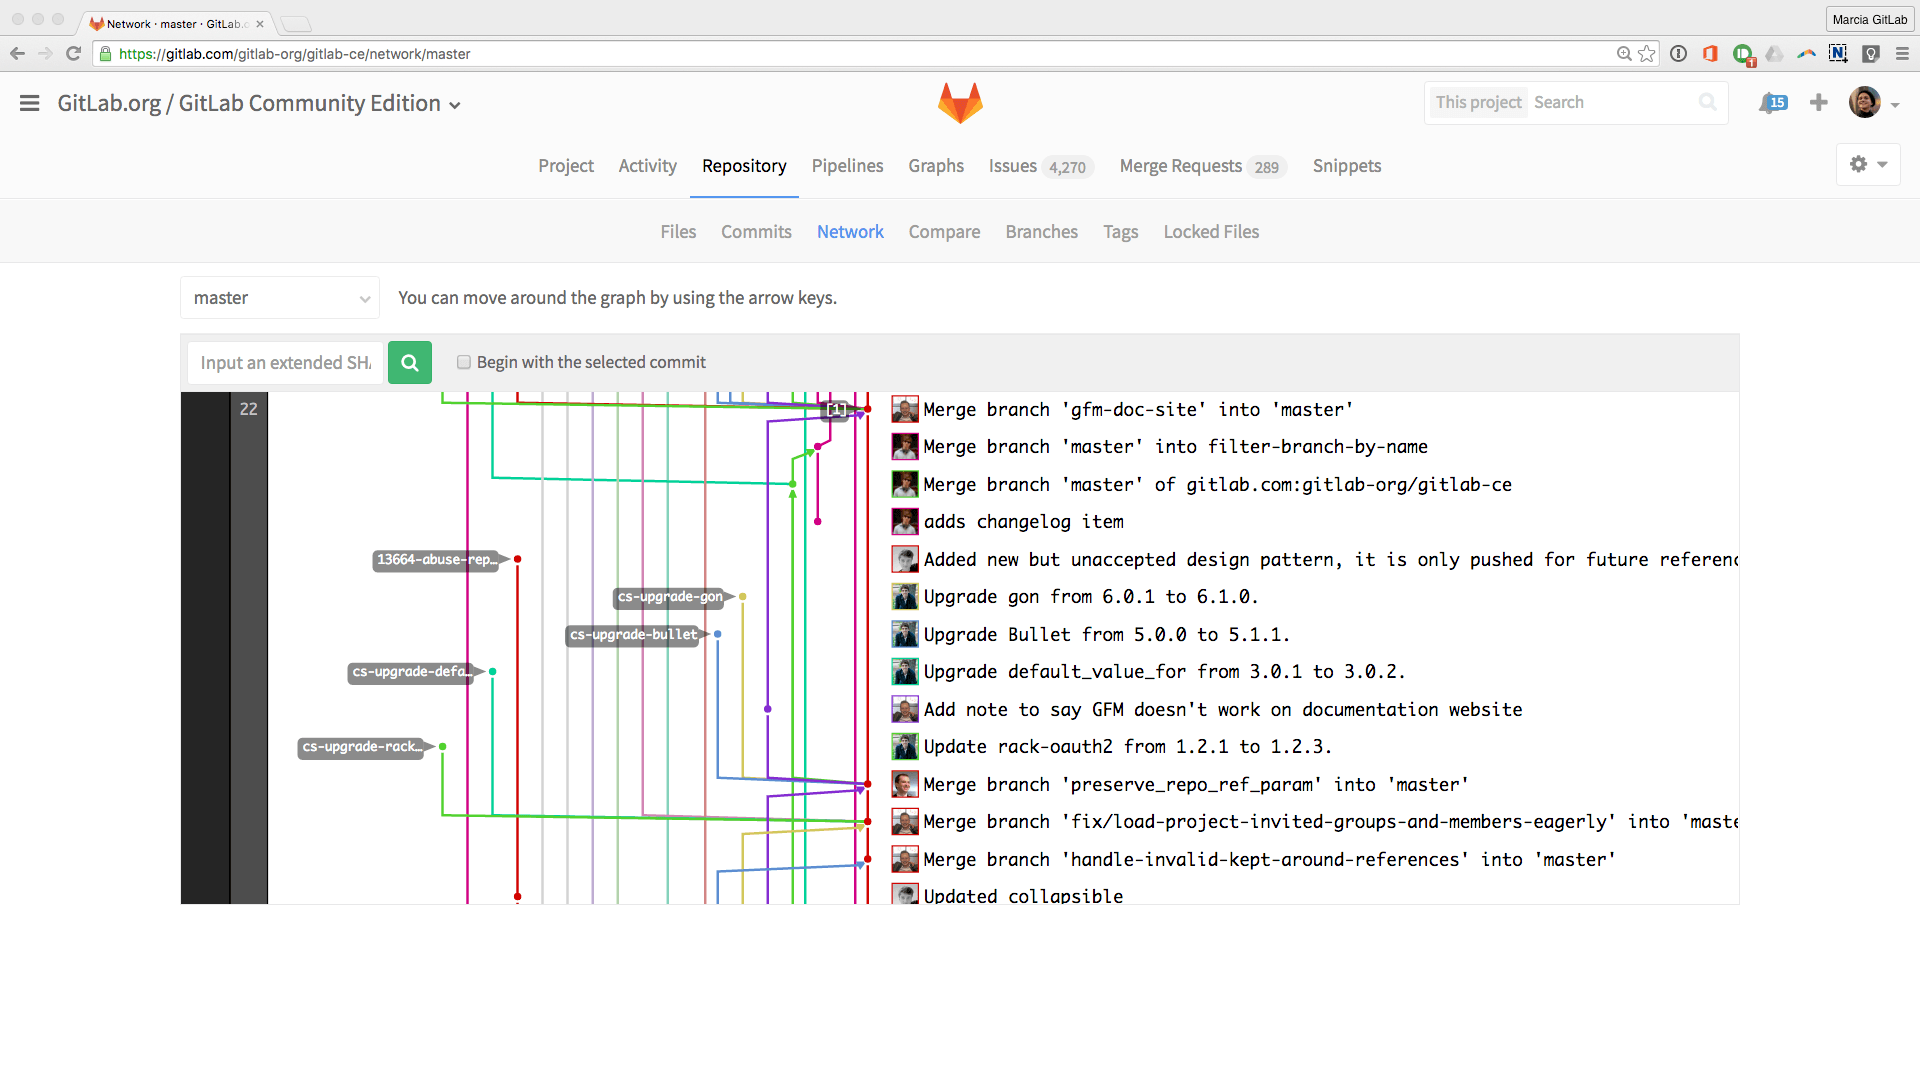 Network · master · GitLab.c
Marcia GitLab
https://gitlab.com/gitlab-org/gitlab-ce/network/master
1
GitLab.org / GitLab Community Edition
This project Search
15
Project Activity Repository Pipelines Graphs Issues 4,270 Merge Requests 289 Snippets
Files Commits Network Compare Branches Tags Locked Files
master
You can move around the graph by using the arrow keys.
Input an extended SHA
Begin with the selected commit
22
[1]
Merge branch 'gfm-doc-site' into 'master'
Merge branch 'master' into filter-branch-by-name
Merge branch 'master' of gitlab.com:gitlab-org/gitlab-ce
adds changelog item
13664-abuse-rep…
Added new but unaccepted design pattern, it is only pushed for future referenc
cs-upgrade-gon
Upgrade gon from 6.0.1 to 6.1.0.
cs-upgrade-bullet
Upgrade Bullet from 5.0.0 to 5.1.1.
cs-upgrade-defa…
Upgrade default_value_for from 3.0.1 to 3.0.2.
Add note to say GFM doesn't work on documentation website
cs-upgrade-rack…
Update rack-oauth2 from 1.2.1 to 1.2.3.
Merge branch 'preserve_repo_ref_param' into 'master'
Merge branch 'fix/load-project-invited-groups-and-members-eagerly' into 'maste
Merge branch 'handle-invalid-kept-around-references' into 'master'
Updated collapsible